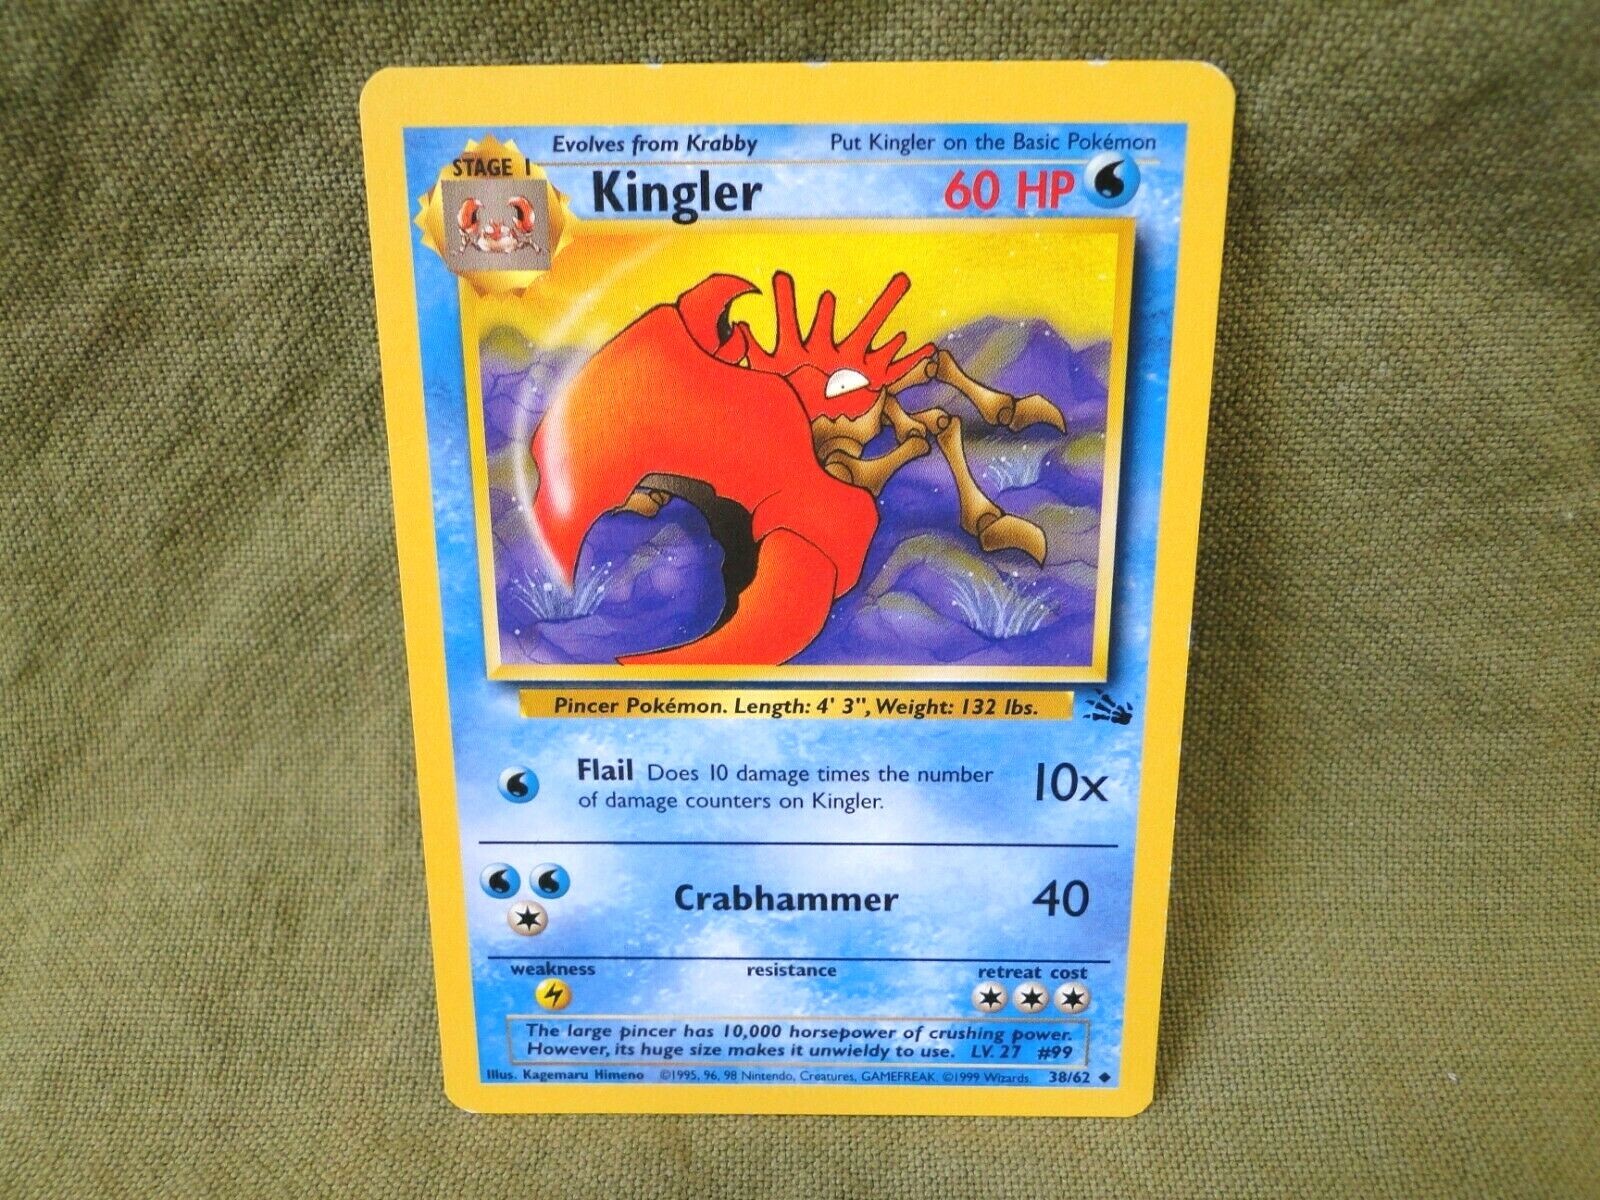 Evolves from Krabby Put Kingler on the Basic Pokémon
STAGE 1
Kingler 60 HP
Pincer Pokémon. Length: 4' 3", Weight: 132 lbs.
Flail Does 10 damage times the number
of damage counters on Kingler.
10x
Crabhammer 40
weakness resistance retreat cost
The large pincer has 10,000 horsepower of crushing power.
However, its huge size makes it unwieldy to use. LV. 27 #99
Illus. Kagemaru Himeno ©1995, 96, 98 Nintendo, Creatures, GAMEFREAK. ©1999 Wizards. 38/62